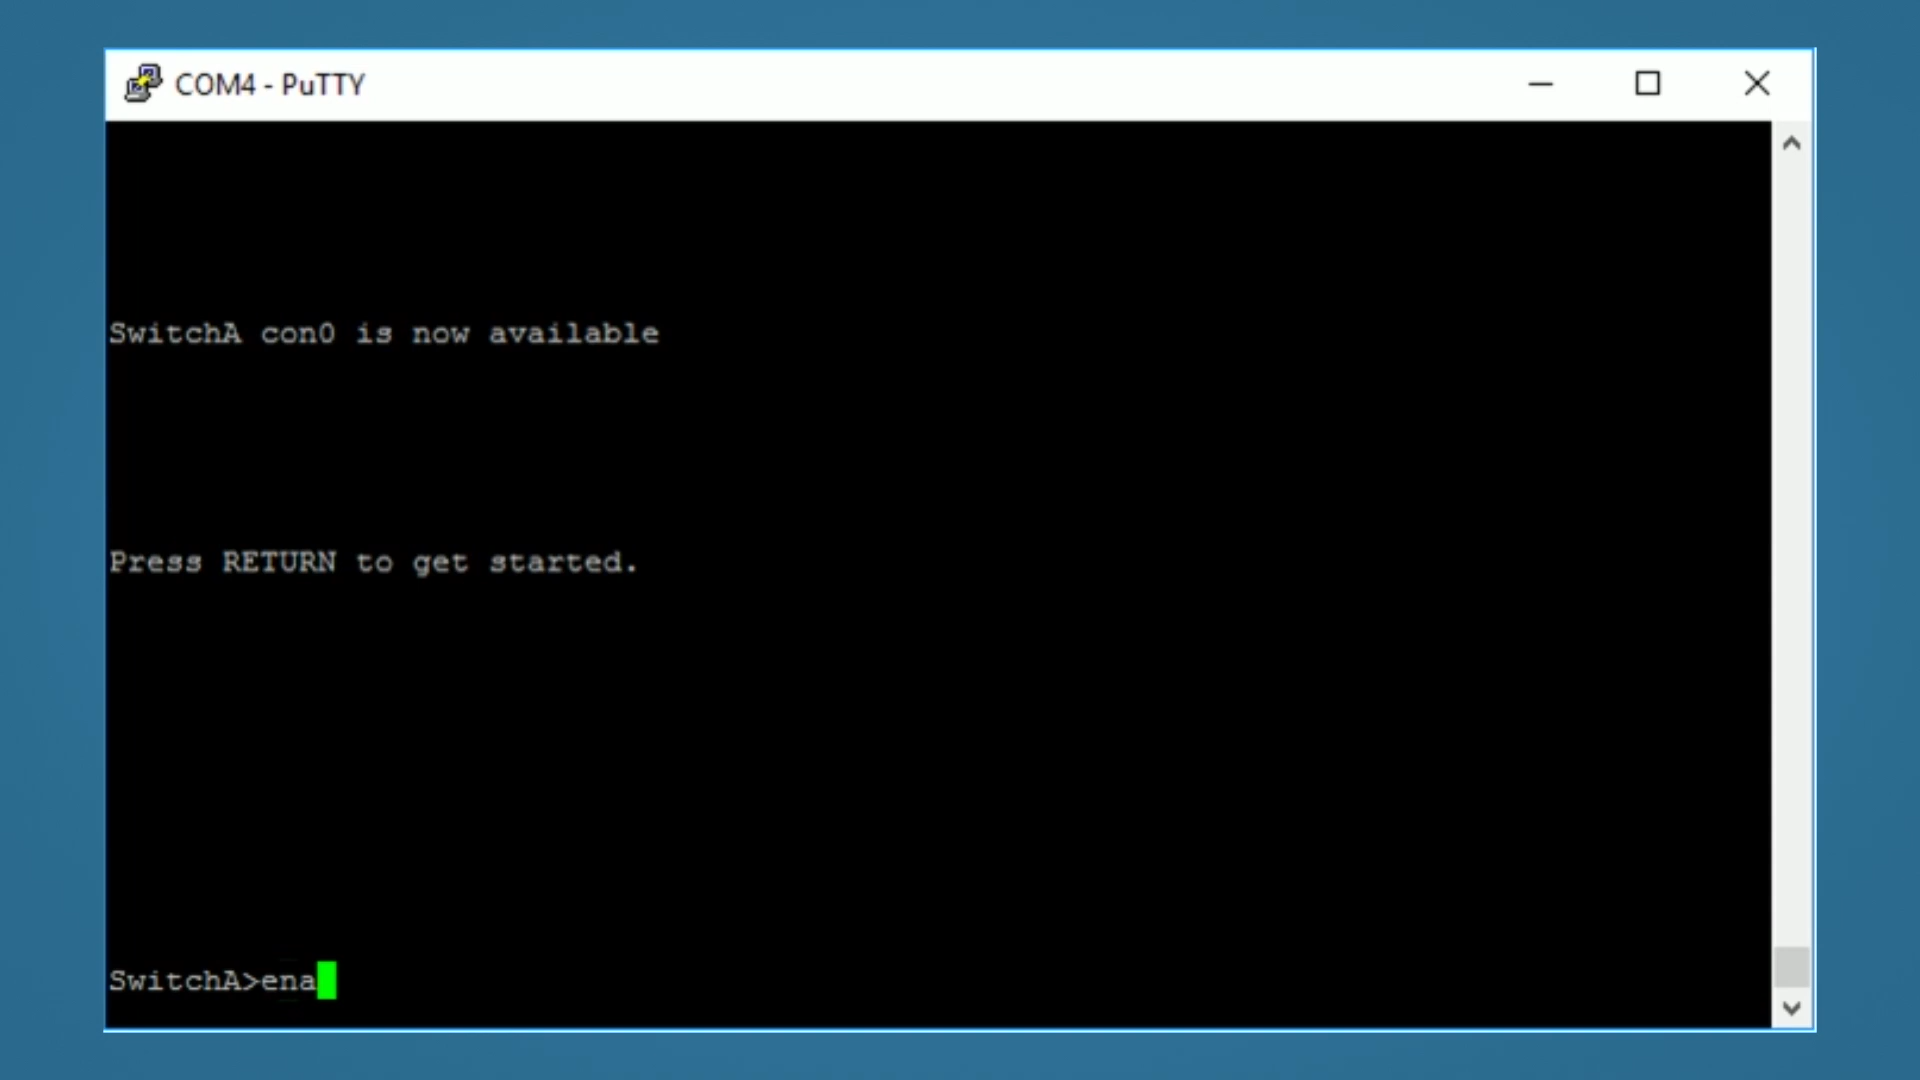 COM4 - PuTTY
SwitchA con0 is now available
Press RETURN to get started.
SwitchA>ena